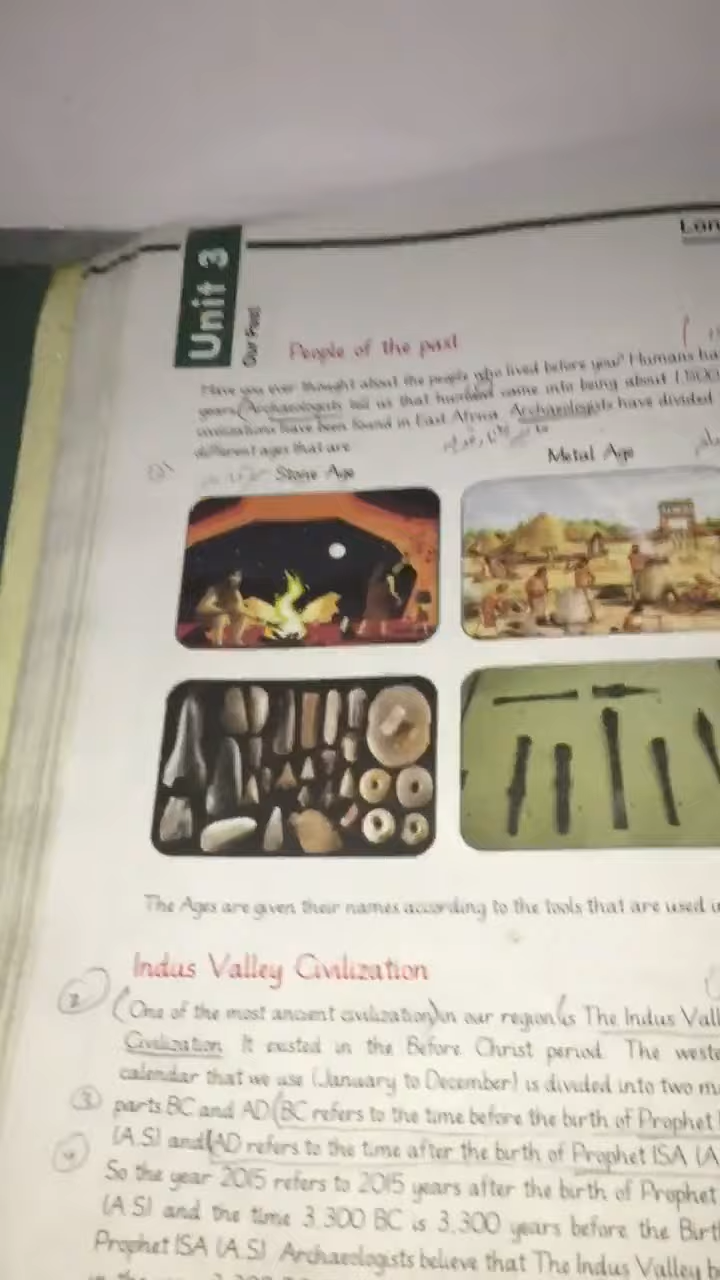 Lon
Unit 3
Our Past
People of the past
Have you ever thought about the people who lived before you? Humans ha
years. Archaeologists tell us that came into being about
civilizations have been found in East Africa. Archaeologists have divided
different ages that are
Stone Age
Metal Age
The Ages are given their names according to the tools that are used
Indus Valley Civilization
2 (One of the most ancient civilization) in our region (is The Indus Vall
Civilization. It existed in the Before Christ period. The weste
calendar that we use (January to December) is divided into two m
3 parts BC and AD (BC refers to the time before the birth of Prophet
(A.S) and (AD refers to the time after the birth of Prophet ISA (A
4 So the year 2015 refers to 2015 years after the birth of Prophet
(A.S) and the time 3,300 BC is 3,300 years before the Birt
Prophet ISA (A.S). Archaeologists believe that The Indus Valley b